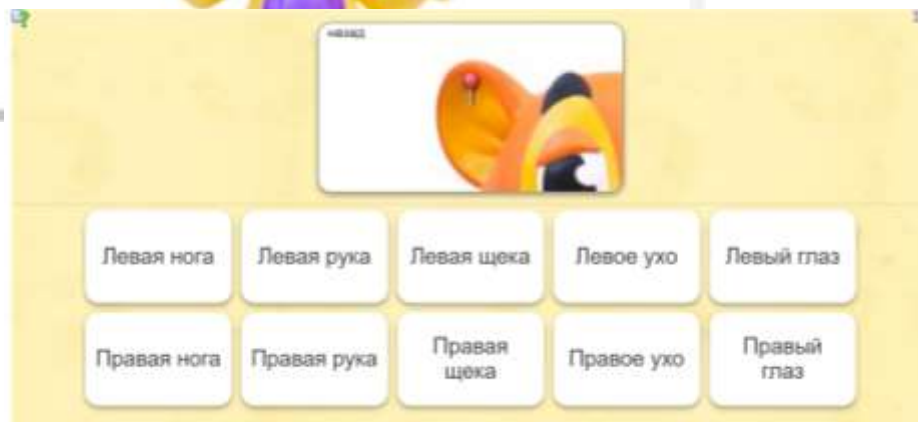 назад
Левая нога
Левая рука
Левая щека
Левое ухо
Левый глаз
Правая нога
Правая рука
Правая
щека
Правое ухо
Правый
глаз